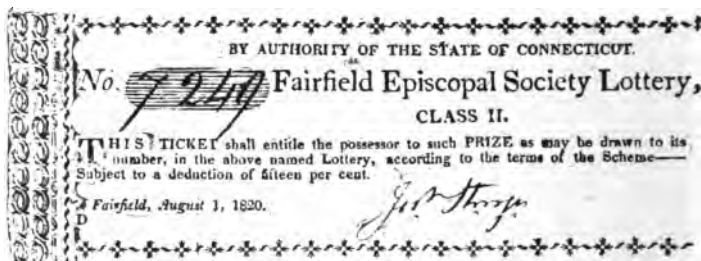 BY AUTHORITY OF THE STATE OF CONNECTICUT.
No. 7249 Fairfield Episcopal Society Lottery,
CLASS II.
THIS TICKET shall entitle the possessor to such PRIZE as may be drawn to its
number, in the above named Lottery, according to the terms of the Scheme—
Subject to a deduction of fifteen per cent.
Fairfield, August 1, 1820.
D